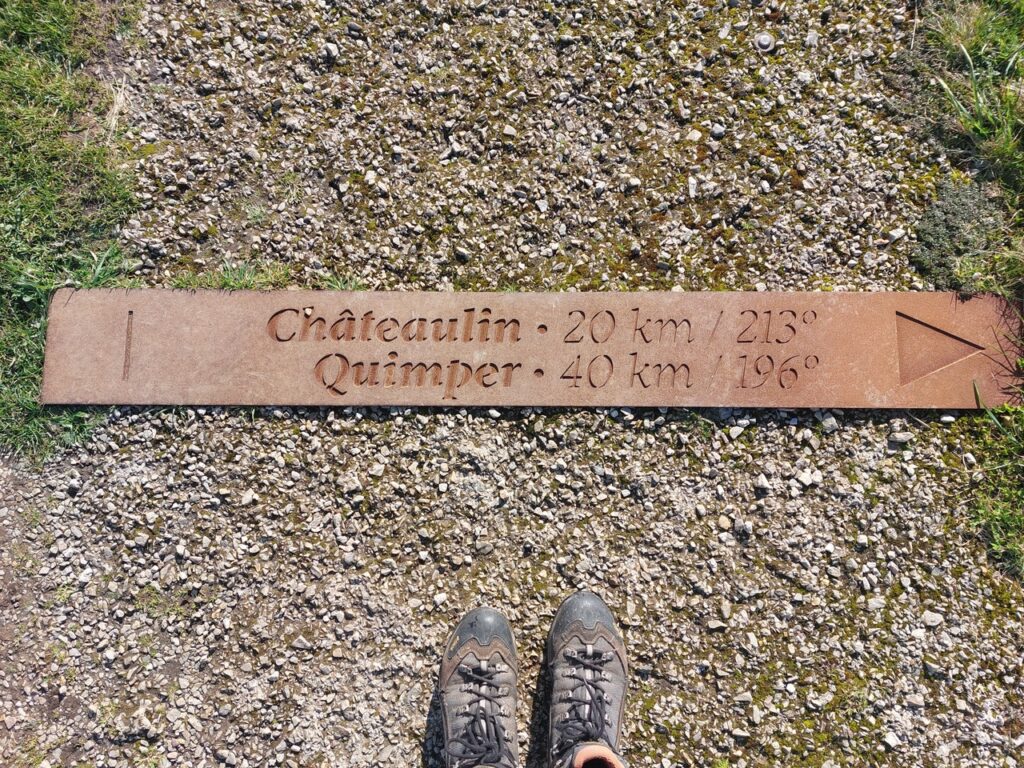 Châteaulin • 20 km / 213°
Quimper • 40 km / 196°